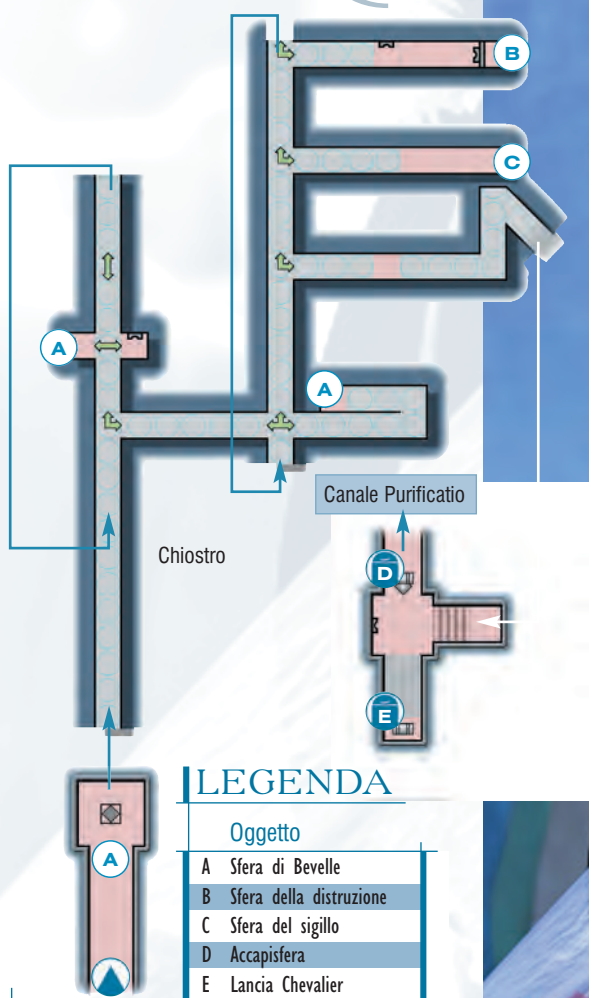 B
C
A
A
Canale Purificatio
Chiostro
D
E
A
LEGENDA
Oggetto
A Sfera di Bevelle
B Sfera della distruzione
C Sfera del sigillo
D Accapisfera
E Lancia Chevalier